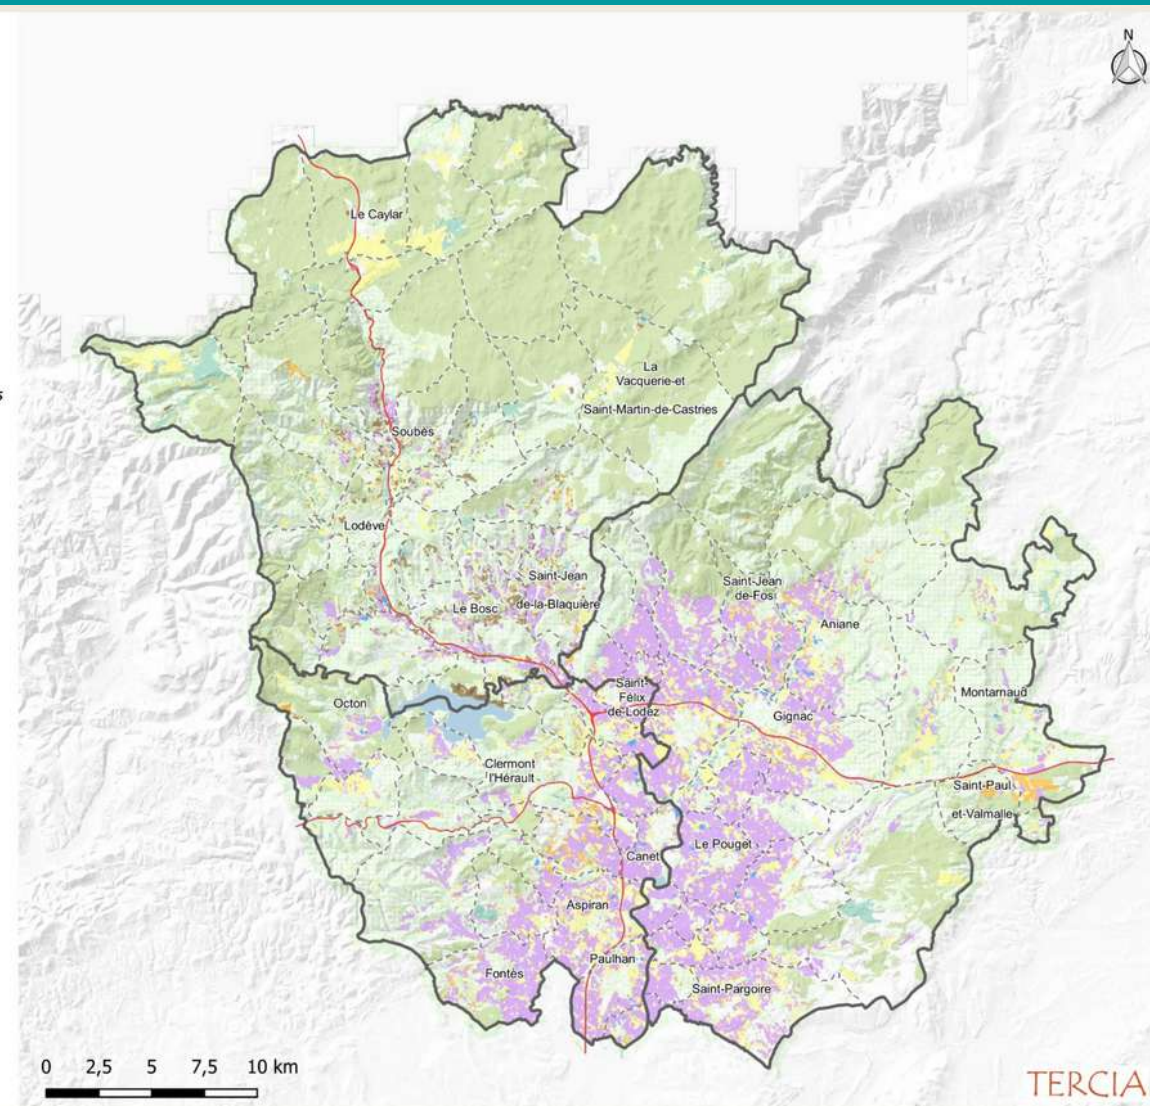 N
Le Caylar
s
La
Vacquerie-et
Saint-Martin-de-Castries
Soubès
Lodève
Saint-Jean
de-la-Blaquière
Le Bosc
Saint-Jean
de-Fos
Aniane
Saint-
Félix
de-Lodez
Montarnaud
Octon
Gignac
Clermont
l'Hérault
Saint-Paul
et-Valmalle
Le Pouget
Canet
Aspiran
Paulhan
Fontès
Saint-Pargoire
0 2,5 5 7,5 10 km
TERCIA